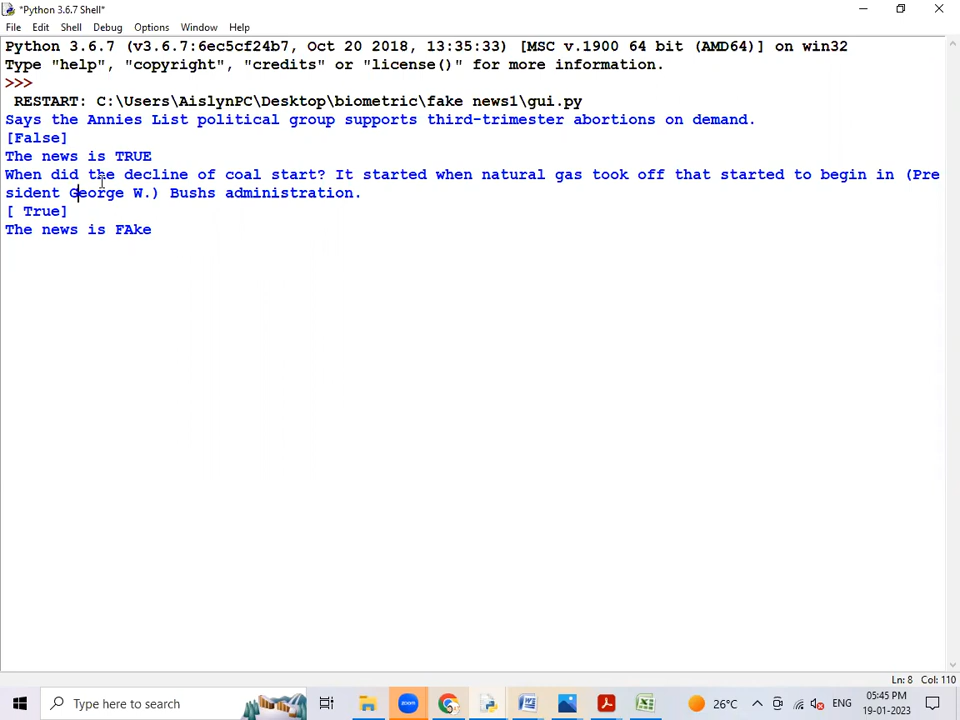 *Python 3.6.7 Shell*
File Edit Shell Debug Options Window Help
Python 3.6.7 (v3.6.7:6ec5cf24b7, Oct 20 2018, 13:35:33) [MSC v.1900 64 bit (AMD64)] on win32
Type "help", "copyright", "credits" or "license()" for more information.
>>>
RESTART: C:\Users\AislynPC\Desktop\biometric\fake news1\gui.py
Says the Annies List political group supports third-trimester abortions on demand.
[False]
The news is TRUE
When did the decline of coal start? It started when natural gas took off that started to begin in (Pre
sident George W.) Bushs administration.
[ True]
The news is FAke
Ln: 8 Col: 110
Type here to search
zoom
26°C
ENG
05:45 PM
19-01-2023